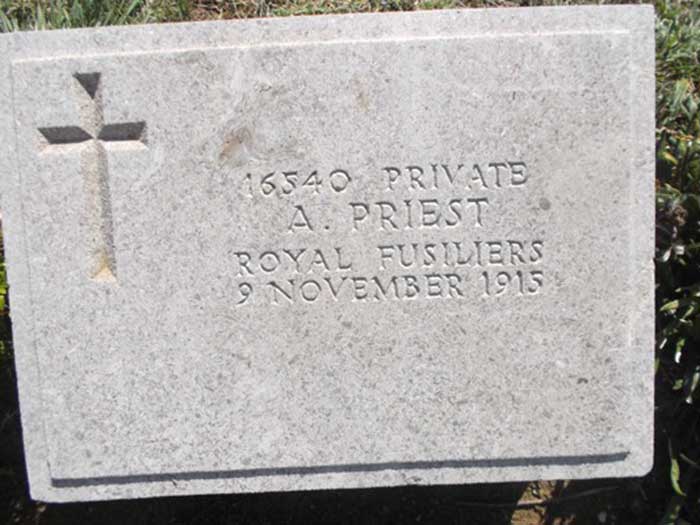 16540 PRIVATE
A. PRIEST
ROYAL FUSILIERS
9 NOVEMBER 1915